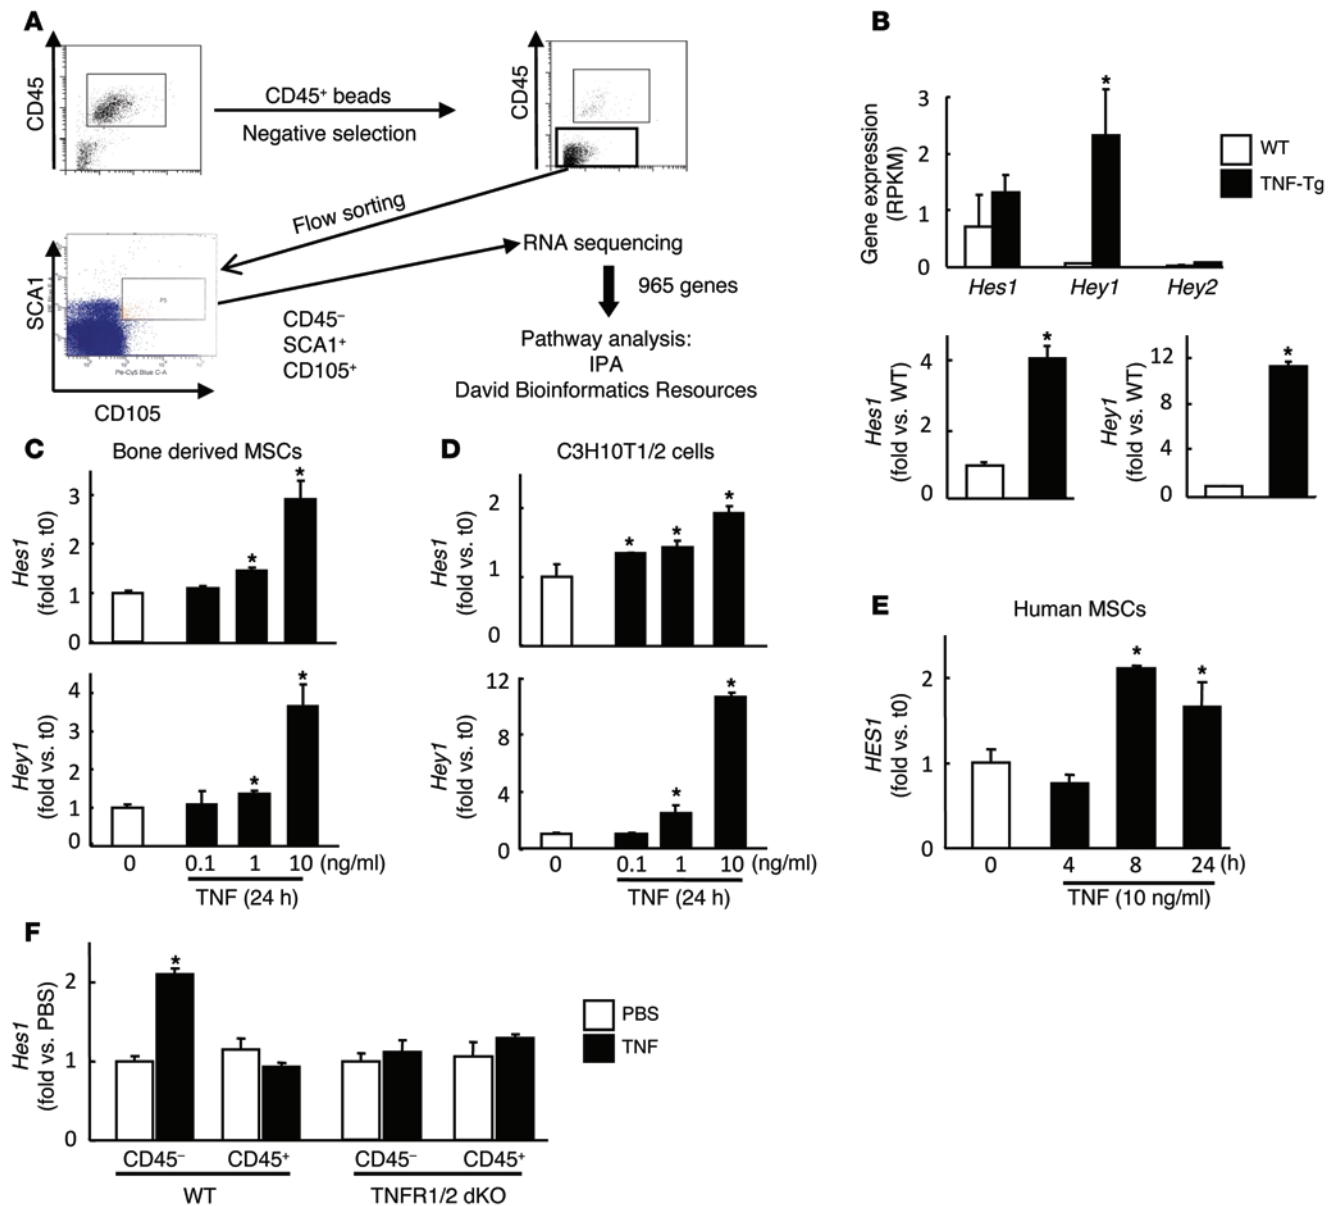 A
CD45
CD45⁺ beads
Negative selection
CD45
Flow sorting
SCA1
P5
Pe-Cy5 Blue C-A
CD105
CD45⁻
SCA1⁺
CD105⁺
RNA sequencing
965 genes
Pathway analysis:
IPA
David Bioinformatics Resources
B
Gene expression
(RPKM)
3
2
1
0
*
Hes1
Hey1
Hey2
WT
TNF-Tg
Hes1
(fold vs. WT)
4
2
0
*
Hey1
(fold vs. WT)
12
8
4
0
*
C
Bone derived MSCs
Hes1
(fold vs. t0)
3
2
1
0
*
*
Hey1
(fold vs. t0)
4
3
2
1
0
*
*
0 0.1 1 10 (ng/ml)
TNF (24 h)
D
C3H10T1/2 cells
Hes1
(fold vs. t0)
2
1
0
*
*
*
Hey1
(fold vs. t0)
12
8
4
0
*
*
0 0.1 1 10 (ng/ml)
TNF (24 h)
E
Human MSCs
HES1
(fold vs. t0)
2
1
0
*
*
0 4 8 24 (h)
TNF (10 ng/ml)
F
Hes1
(fold vs. PBS)
2
1
0
*
CD45⁻ CD45⁺ CD45⁻ CD45⁺
WT TNFR1/2 dKO
PBS
TNF